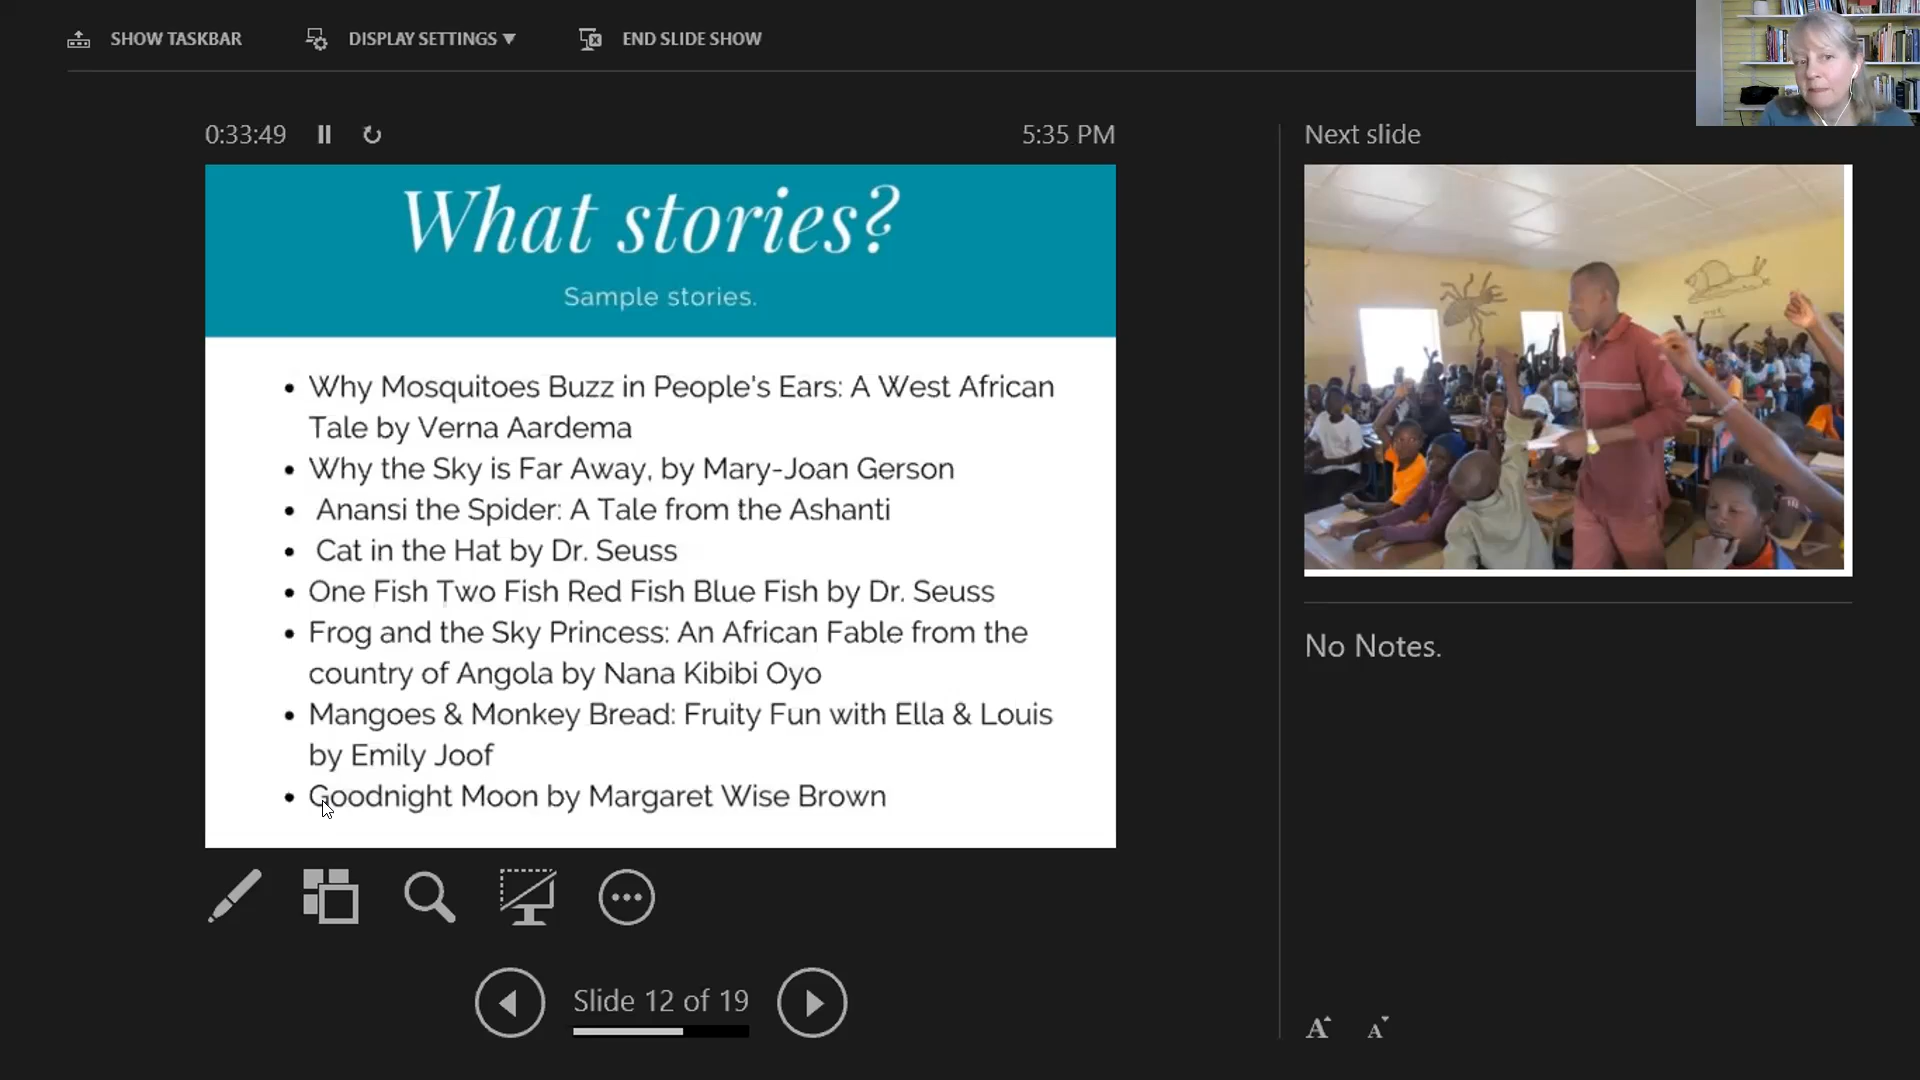 SHOW TASKBAR
DISPLAY SETTINGS
END SLIDE SHOW
0:33:49
5:35 PM
Next slide
What stories?
Sample stories.
• Why Mosquitoes Buzz in People's Ears: A West African
Tale by Verna Aardema
• Why the Sky is Far Away, by Mary-Joan Gerson
• Anansi the Spider: A Tale from the Ashanti
• Cat in the Hat by Dr. Seuss
• One Fish Two Fish Red Fish Blue Fish by Dr. Seuss
• Frog and the Sky Princess: An African Fable from the
country of Angola by Nana Kibibi Oyo
• Mangoes & Monkey Bread: Fruity Fun with Ella & Louis
by Emily Joof
• Goodnight Moon by Margaret Wise Brown
No Notes.
Slide 12 of 19
A A